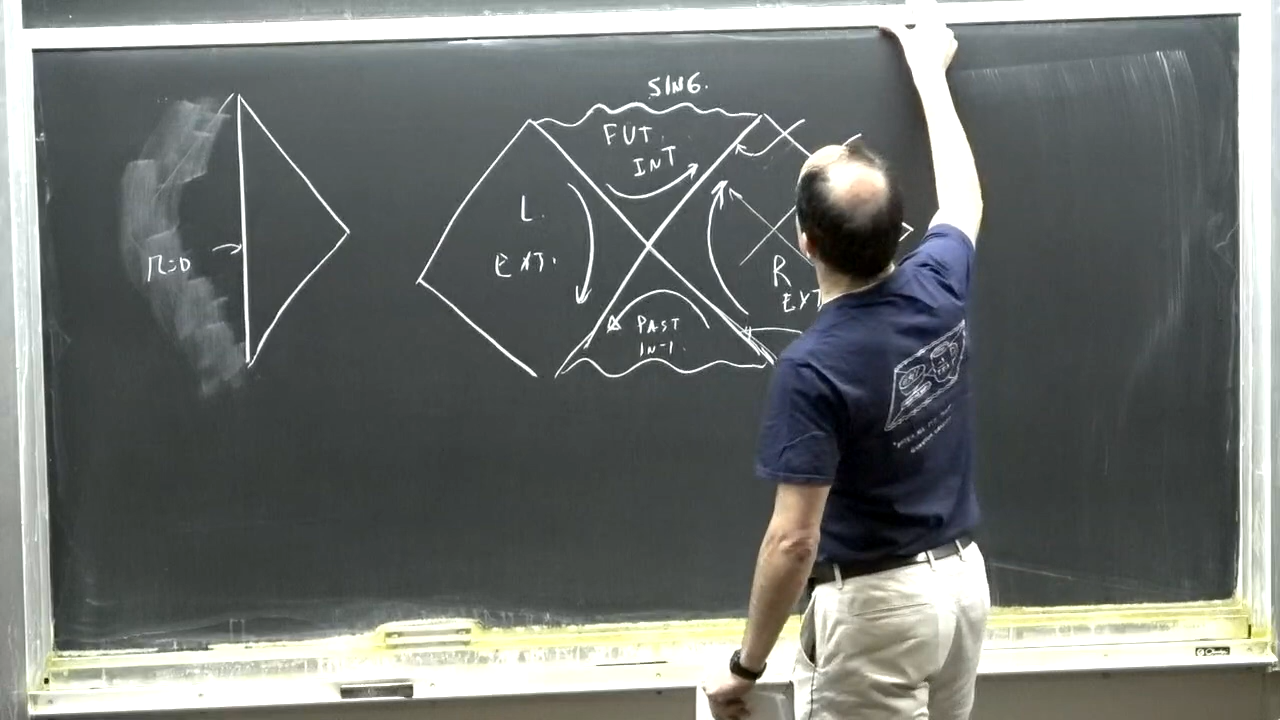 r=0
SING.
FUT.
INT
L.
EXT.
R
EXT
PAST
INT.